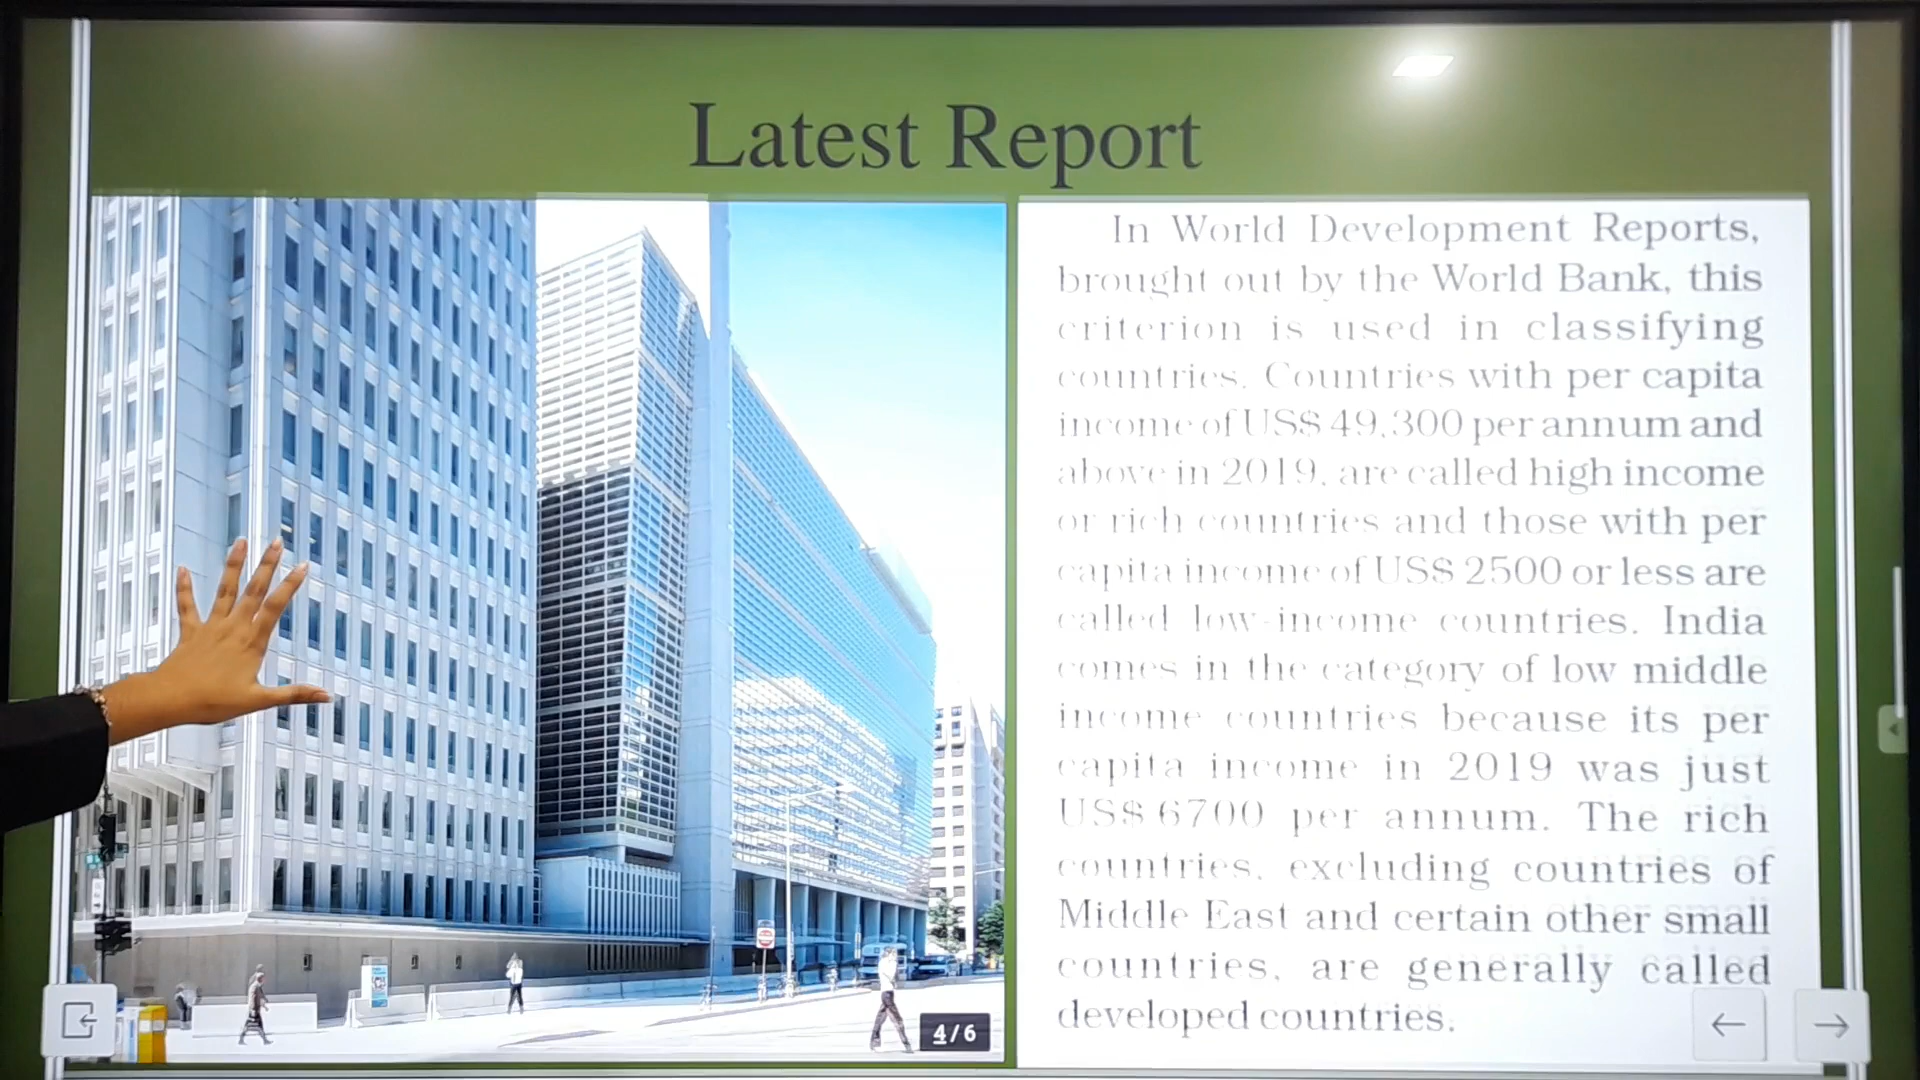 Latest Report
In World Development Reports,
brought out by the World Bank, this
criterion is used in classifying
countries. Countries with per capita
income of US$ 49,300 per annum and
above in 2019, are called high income
or rich countries and those with per
capita income of US$ 2500 or less are
called low-income countries. India
comes in the category of low middle
income countries because its per
capita income in 2019 was just
US$ 6700 per annum. The rich
countries, excluding countries of
Middle East and certain other small
countries, are generally called
developed countries.
4/6